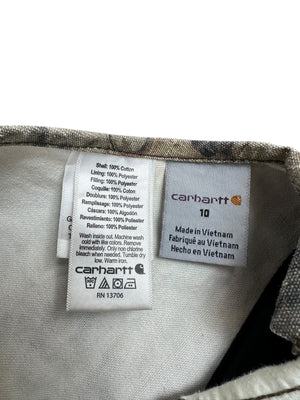 Shell: 100% Cotton
Lining: 100% Polyester
Filling: 100% Polyester
Coquille: 100% Coton
Doublure: 100% Polyester
Ramplissage: 100% Polyester
Cáscara: 100% Algodón
Revestimiento: 100% Poliester
Relleno: 100% Poliester
Wash inside out. Machine wash
cold with like colors. Remove
immediately. Only non chlorine
bleach when needed. Tumble dry
low. Warm iron.
carhartt
RN 13706
carhartt
10
Made in Vietnam
Fabriqué au Vietnam
Hecho en Vietnam